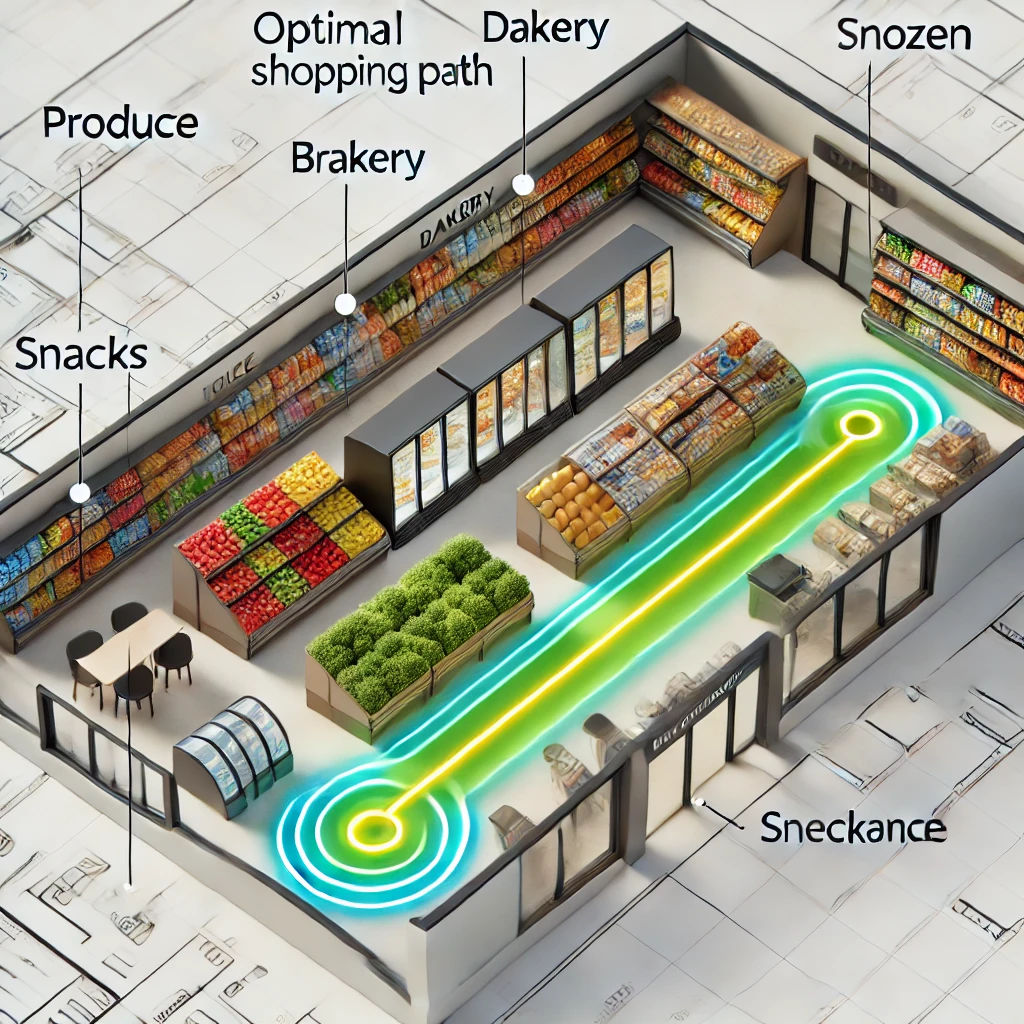 Optimal
shopping path
Dakery
Snozen
Produce
Brakery
DAKERY
Snacks
Sneckance